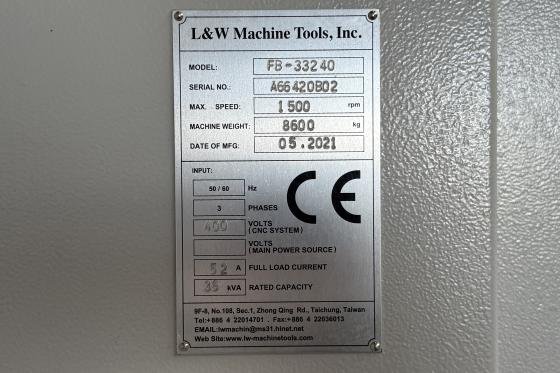 L&W Machine Tools, Inc.
MODEL: FB-33240
SERIAL NO.: A66420B02
MAX. SPEED: 1500 rpm
MACHINE WEIGHT: 8600 kg
DATE OF MFG: 05.2021
INPUT:
50 / 60 Hz
3 PHASES
400 VOLTS
(CNC SYSTEM)
VOLTS
(MAIN POWER SOURCE)
52 A FULL LOAD CURRENT
35 kVA RATED CAPACITY
CE
9F-8, No.108, Sec.1, Zhong Qing Rd., Taichung, Taiwan
Tel:+886 4 22014701 . Fax:+886 4 22036013
EMAIL:lwmachin@ms31.hinet.net
Web Site:www.lw-machinetools.com